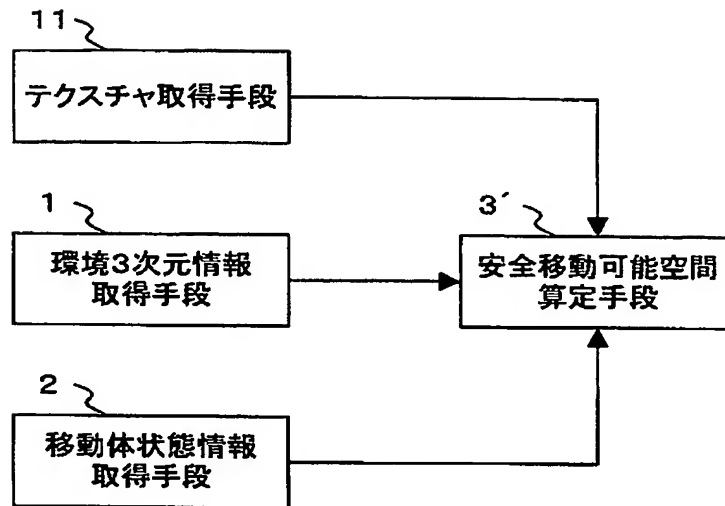 11
テクスチャ取得手段
1
環境3次元情報
取得手段
3´
安全移動可能空間
算定手段
2
移動体状態情報
取得手段